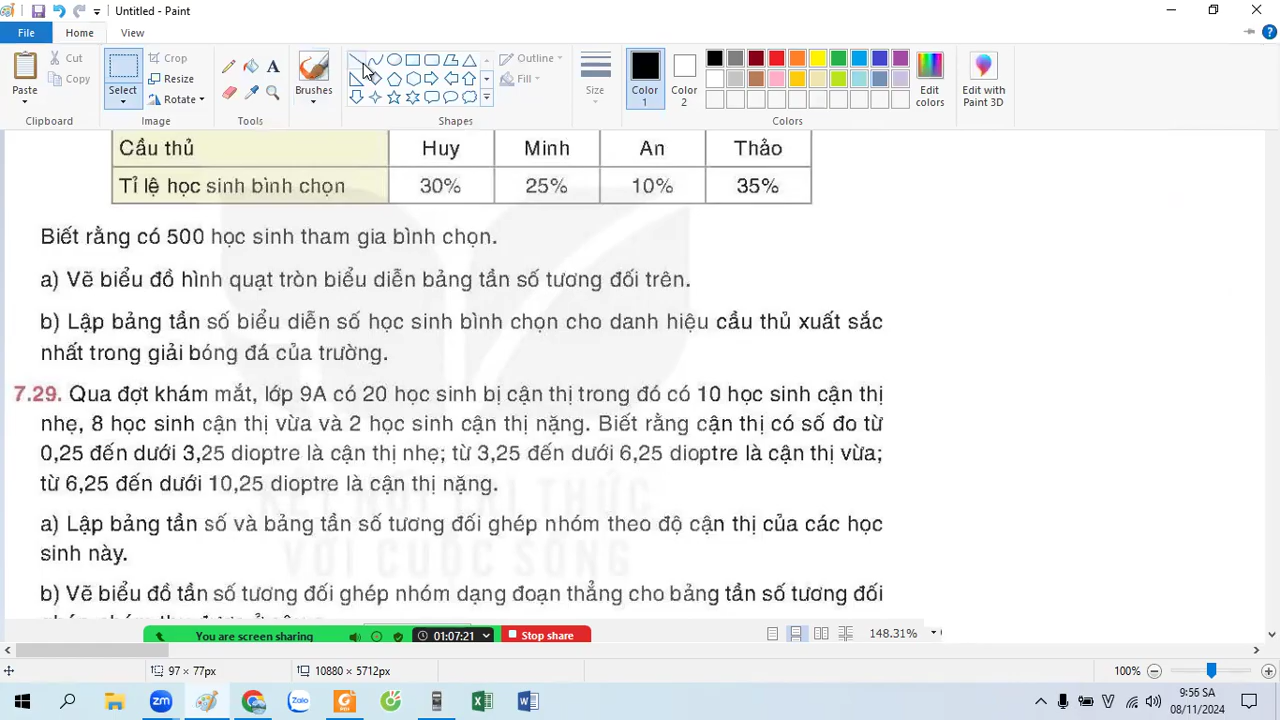 Untitled - Paint
File Home View
Paste
Cut
Copy
Clipboard
Select
Crop
Resize
Rotate
Image
Tools
Brushes
Shapes
Outline
Fill
Size
Color 1
Color 2
Edit colors
Edit with Paint 3D
Colors
Cầu thủ Huy Minh An Thảo
Tỉ lệ học sinh bình chọn 30% 25% 10% 35%
Biết rằng có 500 học sinh tham gia bình chọn.
a) Vẽ biểu đồ hình quạt tròn biểu diễn bảng tần số tương đối trên.
b) Lập bảng tần số biểu diễn số học sinh bình chọn cho danh hiệu cầu thủ xuất sắc
nhất trong giải bóng đá của trường.
7.29. Qua đợt khám mắt, lớp 9A có 20 học sinh bị cận thị trong đó có 10 học sinh cận thị
nhẹ, 8 học sinh cận thị vừa và 2 học sinh cận thị nặng. Biết rằng cận thị có số đo từ
0,25 đến dưới 3,25 dioptre là cận thị nhẹ; từ 3,25 đến dưới 6,25 dioptre là cận thị vừa;
từ 6,25 đến dưới 10,25 dioptre là cận thị nặng.
KẾT NỐI TRI THỨC
a) Lập bảng tần số và bảng tần số tương đối ghép nhóm theo độ cận thị của các học
sinh này.
VỚI CUỘC SỐNG
b) Vẽ biểu đồ tần số tương đối ghép nhóm dạng đoạn thẳng cho bảng tần số tương đối
You are screen sharing 01:07:21 Stop share 148.31%
97 × 77px 10880 × 5712px 100%
9:56 SA
08/11/2024